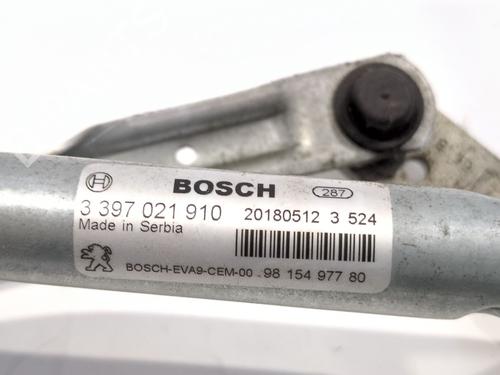 BOSCH 287
3 397 021 910 20180512 3 524
Made in Serbia
BOSCH-EVA9-CEM-00 .98 154 977 80